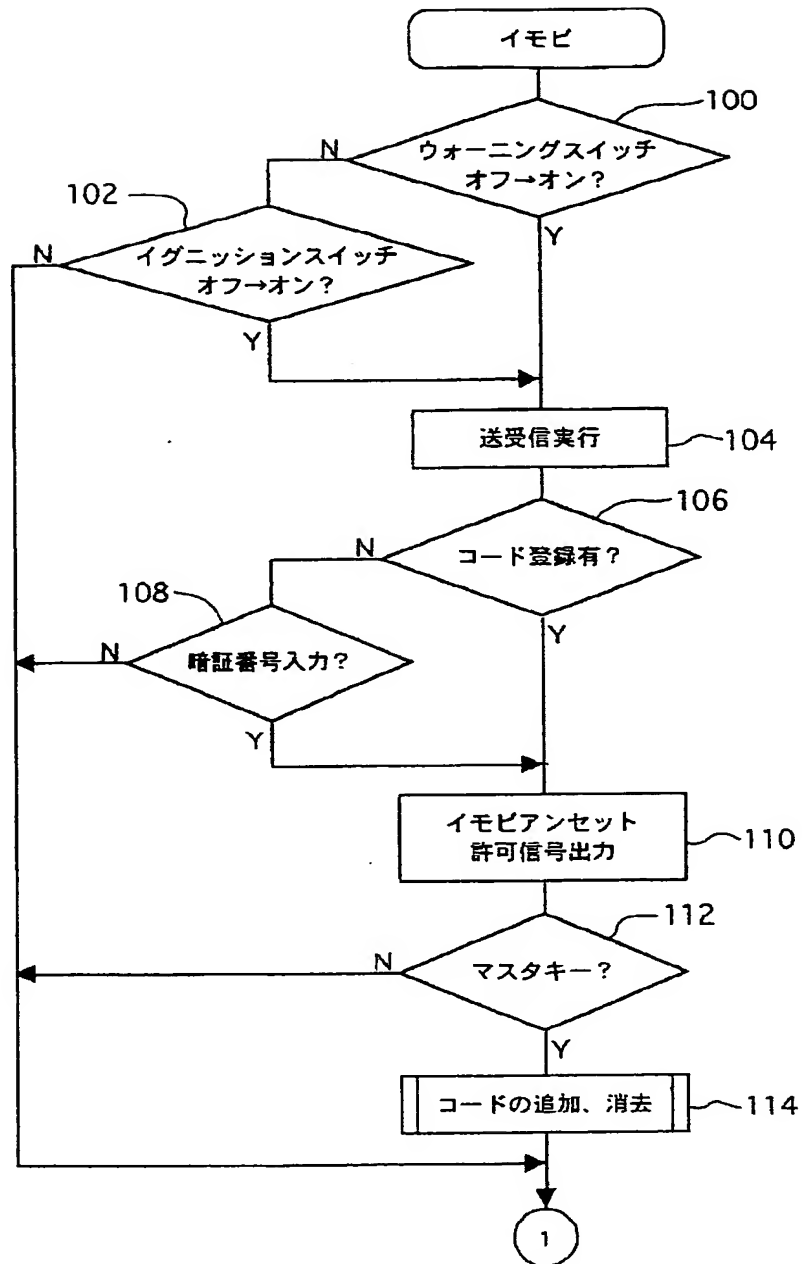 イモビ
100
ウォーニングスイッチ
オフ→オン?
N
Y
102
イグニッションスイッチ
オフ→オン?
N
Y
送受信実行
104
106
コード登録有?
N
Y
108
暗証番号入力?
N
Y
イモビアンセット
許可信号出力
110
112
マスタキー?
N
Y
コードの追加、消去
114
1